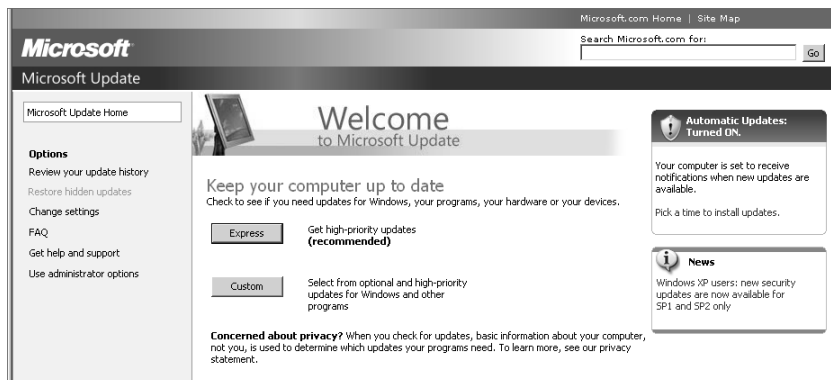 Microsoft.com Home | Site Map
Microsoft
Search Microsoft.com for:
Go
Microsoft Update
Microsoft Update Home
Options
Review your update history
Restore hidden updates
Change settings
FAQ
Get help and support
Use administrator options
Welcome
to Microsoft Update
Keep your computer up to date
Check to see if you need updates for Windows, your programs, your hardware or your devices.
Express
Get high-priority updates
(recommended)
Custom
Select from optional and high-priority
updates for Windows and other
programs
Concerned about privacy? When you check for updates, basic information about your computer,
not you, is used to determine which updates your programs need. To learn more, see our privacy
statement.
Automatic Updates:
Turned ON.
Your computer is set to receive
notifications when new updates are
available.
Pick a time to install updates.
News
Windows XP users: new security
updates are now available for
SP1 and SP2 only